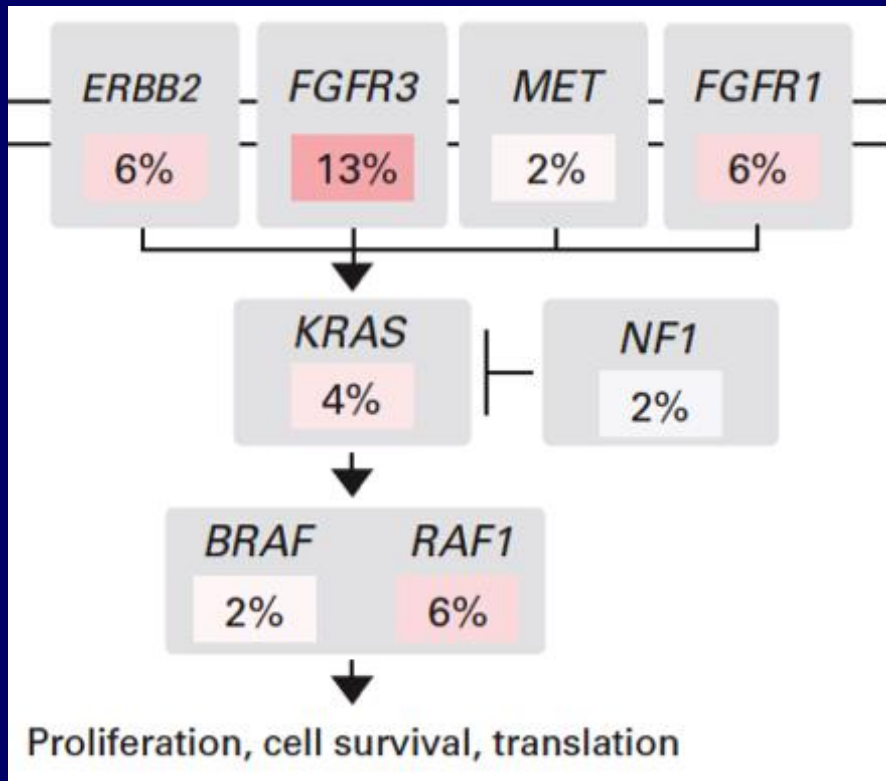 ERBB2 FGFR3 MET FGFR1
6% 13% 2% 6%
KRAS NF1
4% 2%
BRAF RAF1
2% 6%
Proliferation, cell survival, translation